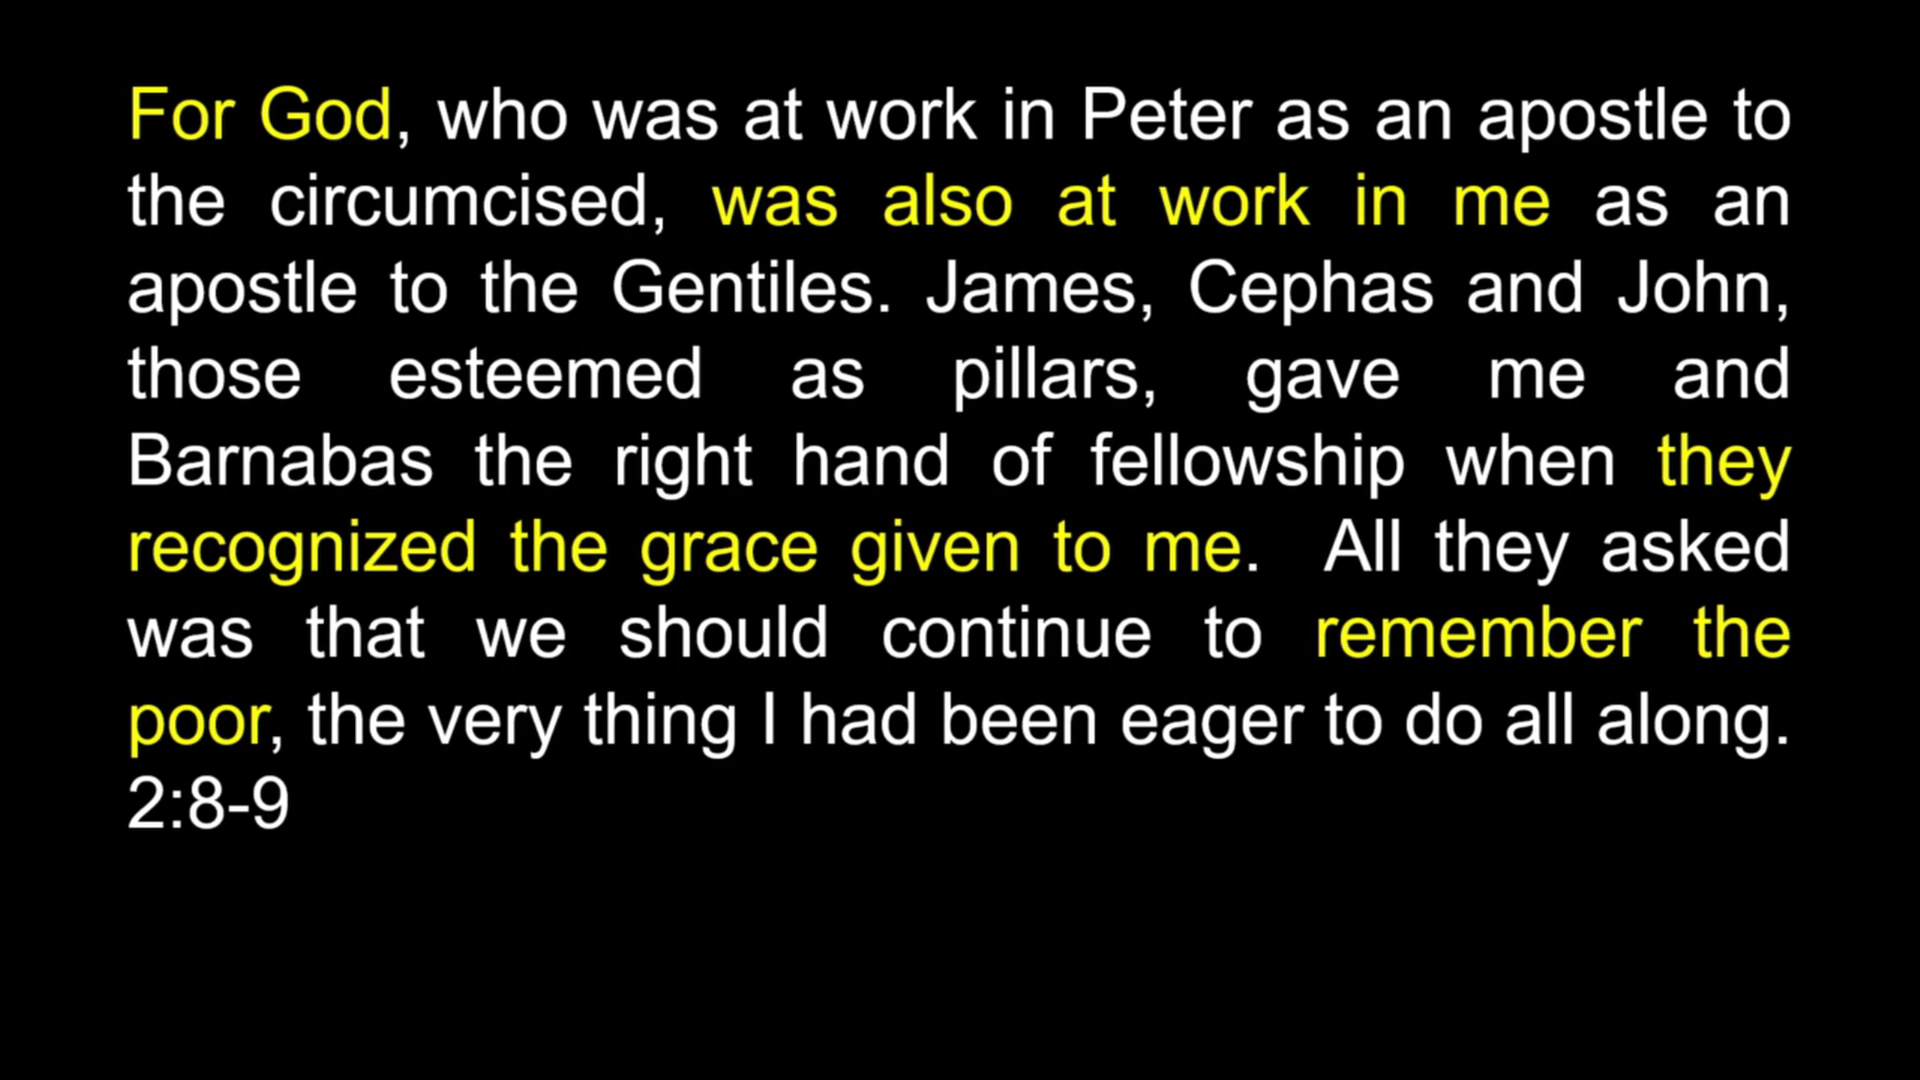 For God, who was at work in Peter as an apostle to
the circumcised, was also at work in me as an
apostle to the Gentiles. James, Cephas and John,
those esteemed as pillars, gave me and
Barnabas the right hand of fellowship when they
recognized the grace given to me. All they asked
was that we should continue to remember the
poor, the very thing I had been eager to do all along.
2:8-9